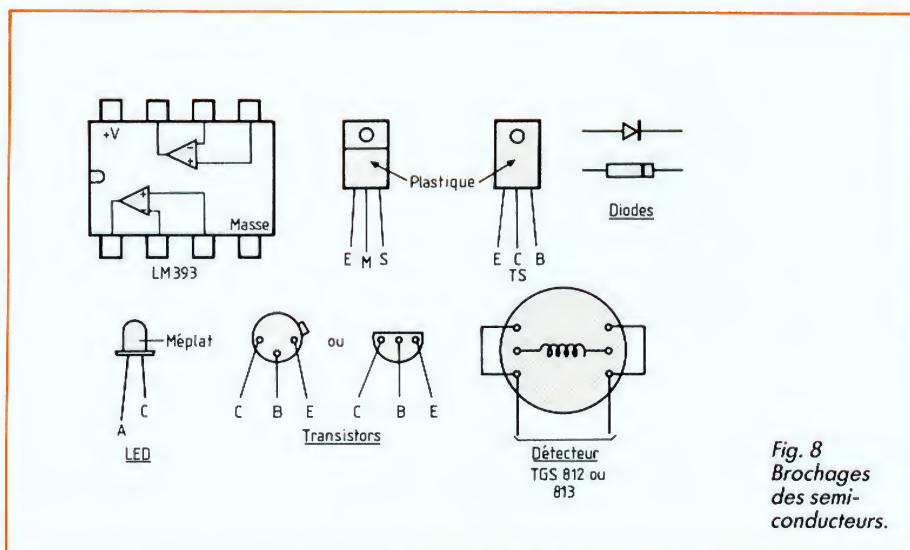 +V
-
+
+
-
Masse
LM393
Plastique
E M S
E C B
TS
Diodes
Méplat
A
C
LED
ou
C B E
C B E
Transistors
Détecteur
TGS 812 ou
813
Fig. 8
Brochages
des semi-
conducteurs.